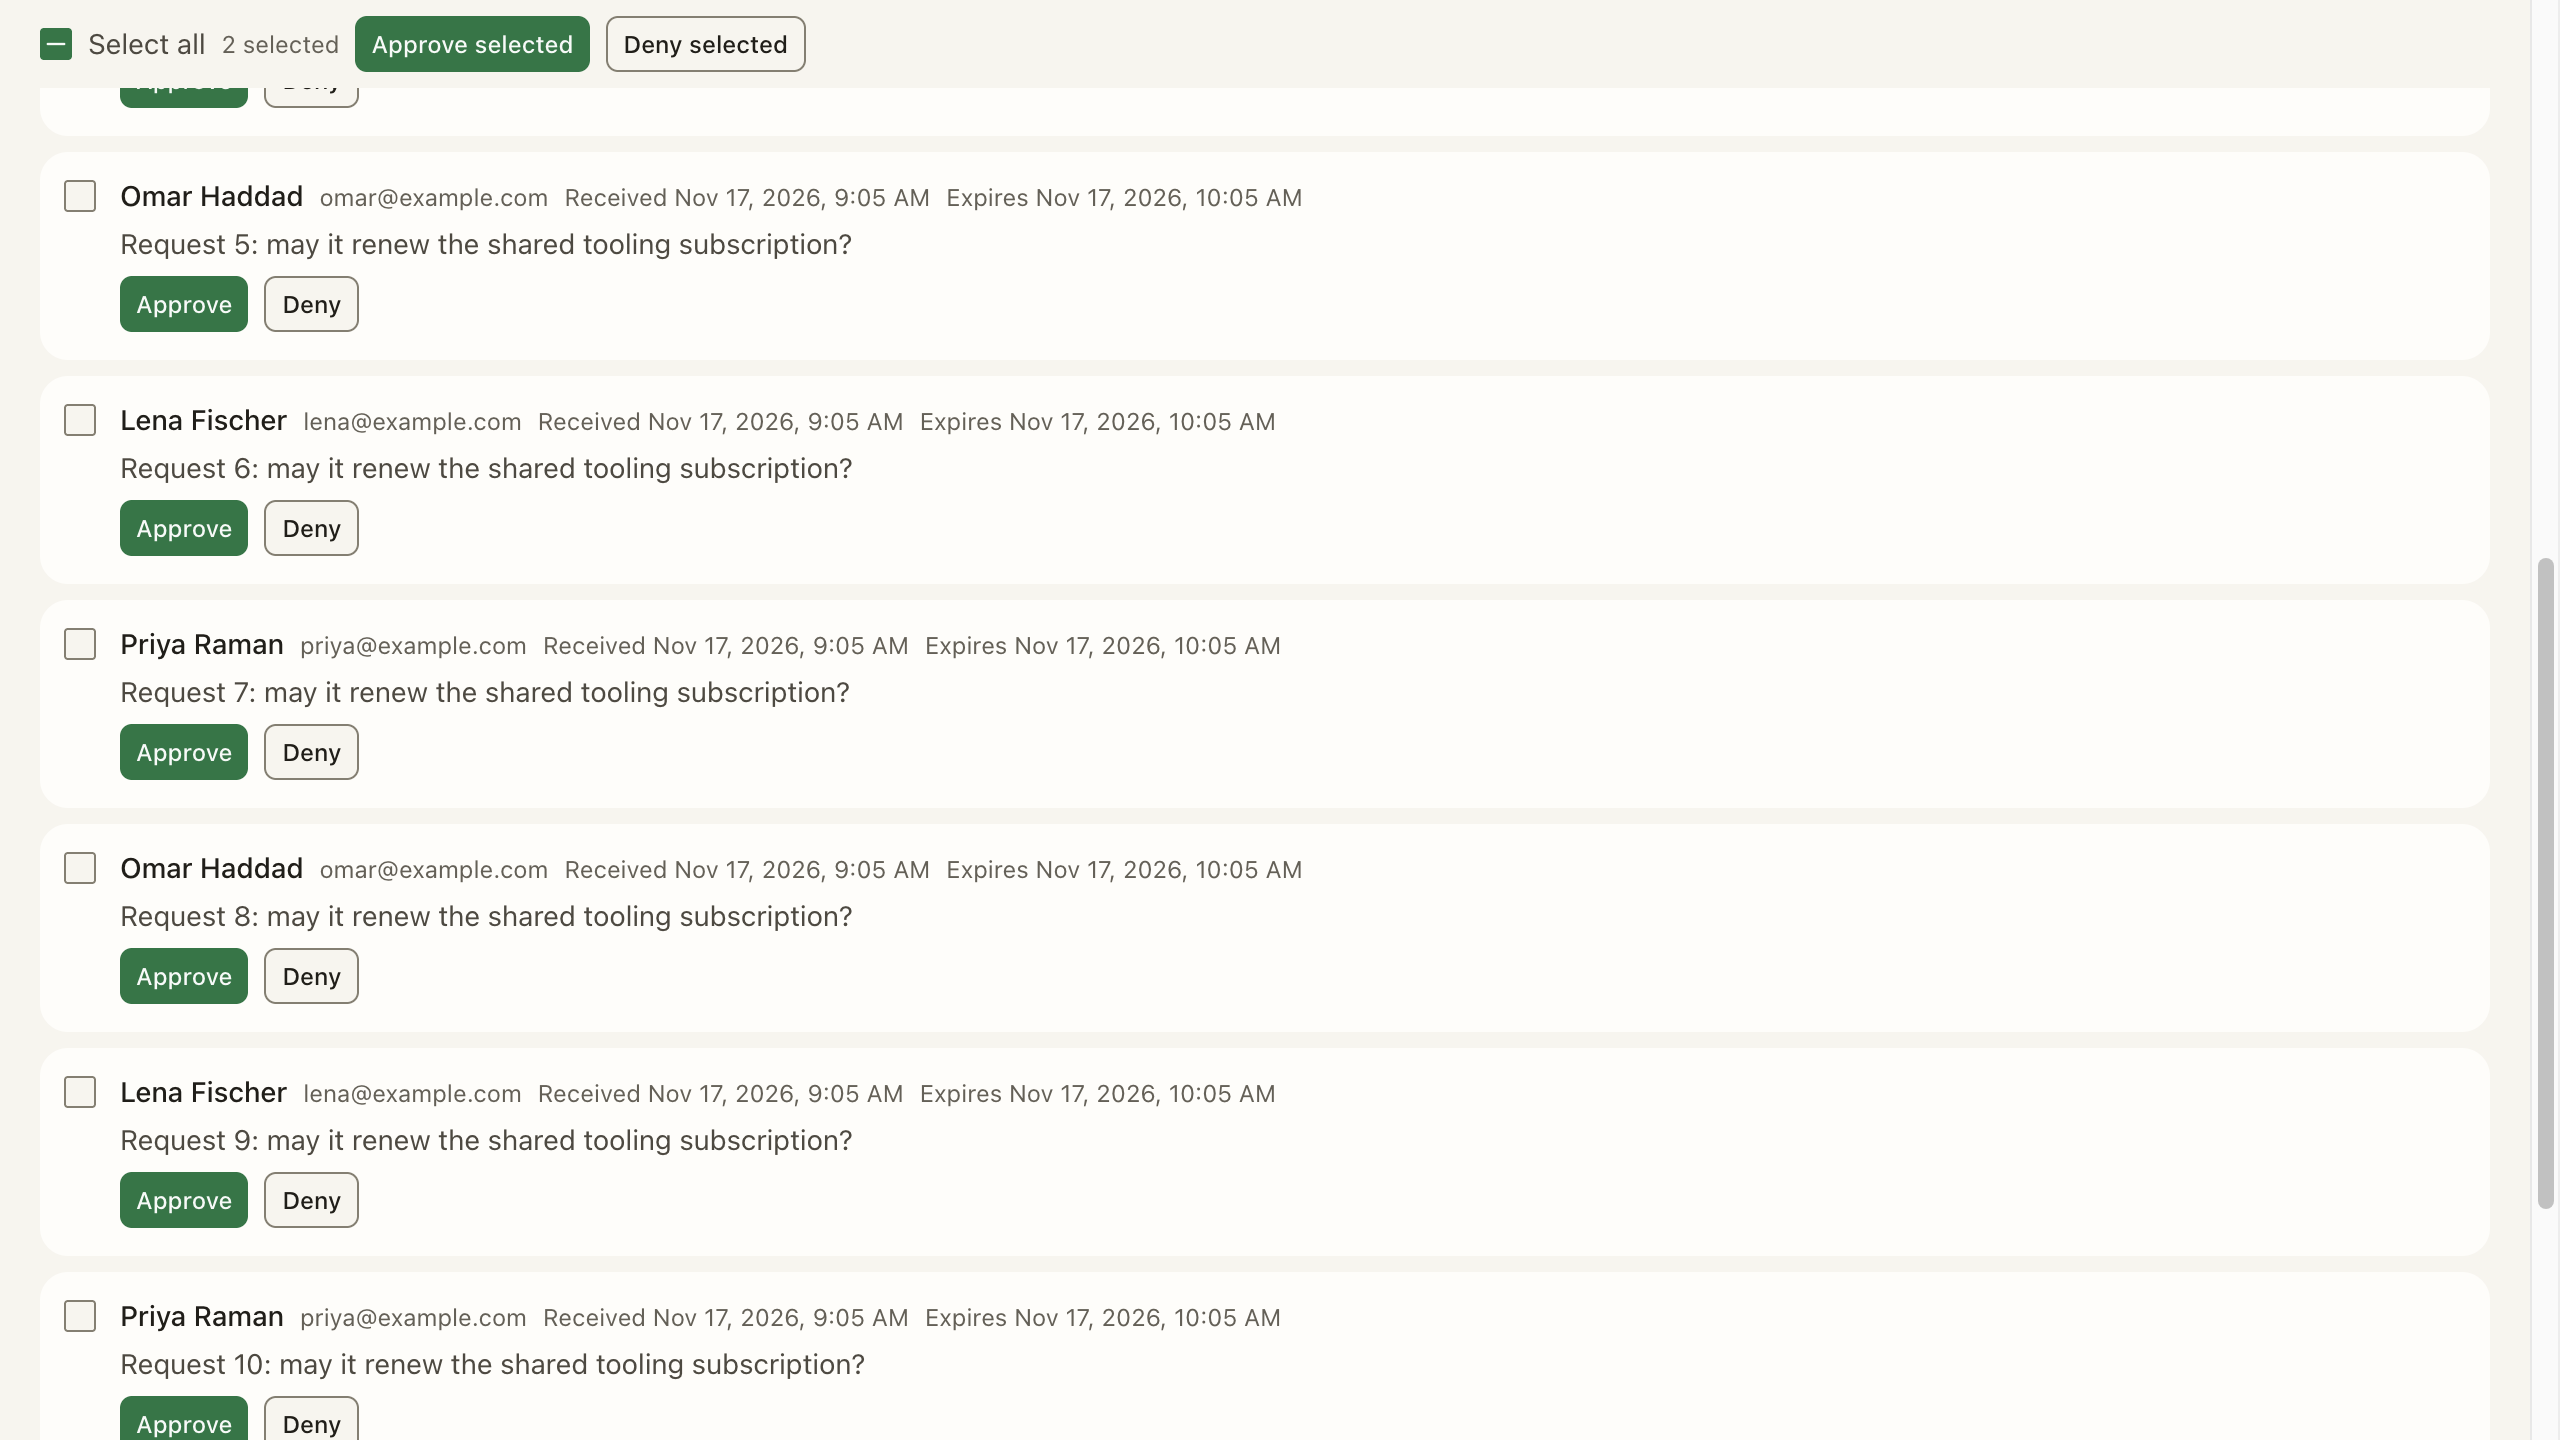 Select all 2 selected Approve selected Deny selected
Approve Deny
Omar Haddad omar@example.com Received Nov 17, 2026, 9:05 AM Expires Nov 17, 2026, 10:05 AM
Request 5: may it renew the shared tooling subscription?
Approve Deny
Lena Fischer lena@example.com Received Nov 17, 2026, 9:05 AM Expires Nov 17, 2026, 10:05 AM
Request 6: may it renew the shared tooling subscription?
Approve Deny
Priya Raman priya@example.com Received Nov 17, 2026, 9:05 AM Expires Nov 17, 2026, 10:05 AM
Request 7: may it renew the shared tooling subscription?
Approve Deny
Omar Haddad omar@example.com Received Nov 17, 2026, 9:05 AM Expires Nov 17, 2026, 10:05 AM
Request 8: may it renew the shared tooling subscription?
Approve Deny
Lena Fischer lena@example.com Received Nov 17, 2026, 9:05 AM Expires Nov 17, 2026, 10:05 AM
Request 9: may it renew the shared tooling subscription?
Approve Deny
Priya Raman priya@example.com Received Nov 17, 2026, 9:05 AM Expires Nov 17, 2026, 10:05 AM
Request 10: may it renew the shared tooling subscription?
Approve Deny